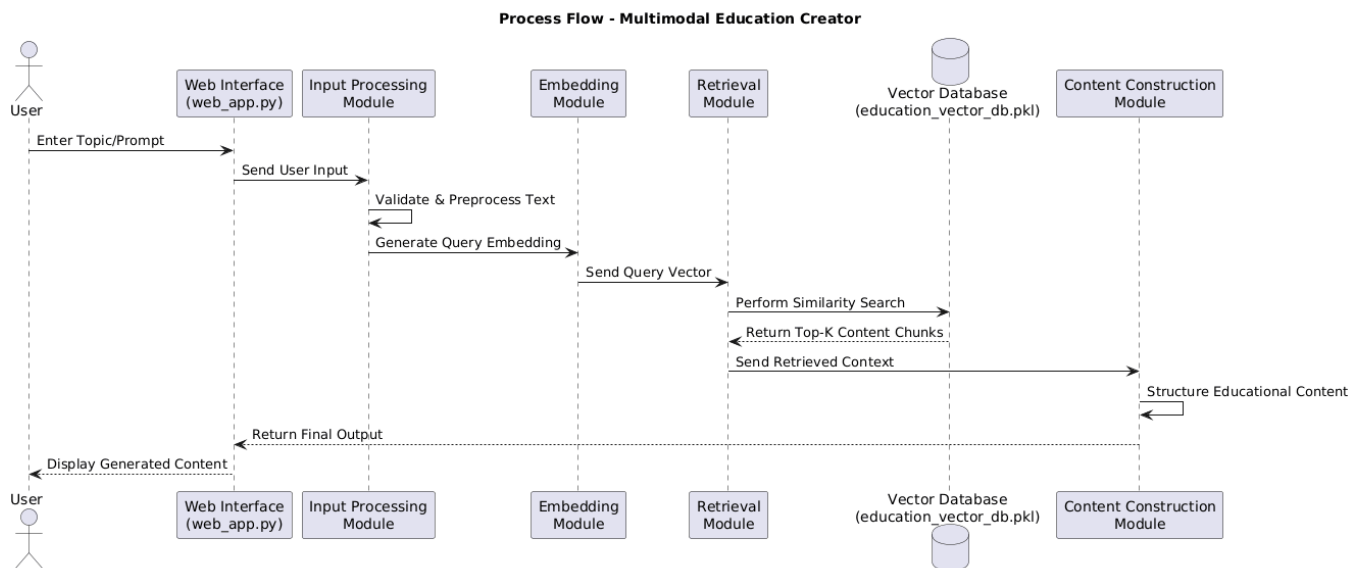 Process Flow - Multimodal Education Creator
User
Web Interface
(web_app.py)
Input Processing
Module
Embedding
Module
Retrieval
Module
Vector Database
(education_vector_db.pkl)
Content Construction
Module
Enter Topic/Prompt
Send User Input
Validate & Preprocess Text
Generate Query Embedding
Send Query Vector
Perform Similarity Search
Return Top-K Content Chunks
Send Retrieved Context
Structure Educational Content
Return Final Output
Display Generated Content
User
Web Interface
(web_app.py)
Input Processing
Module
Embedding
Module
Retrieval
Module
Vector Database
(education_vector_db.pkl)
Content Construction
Module